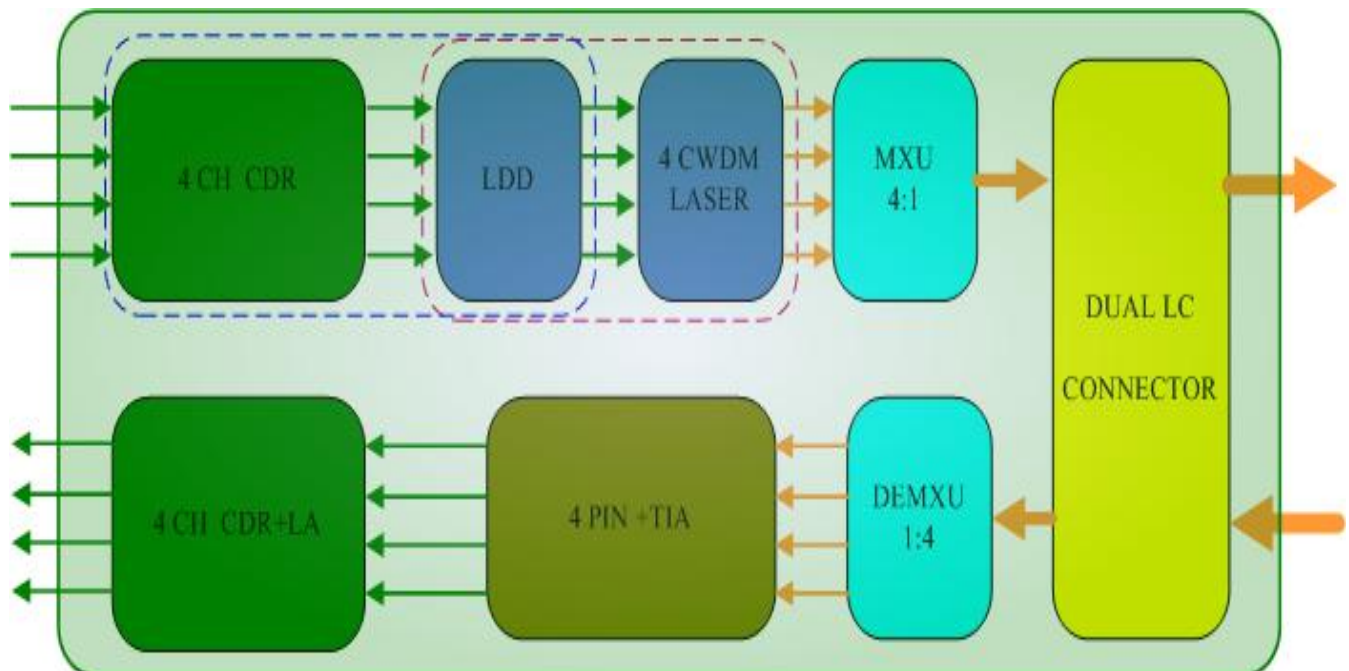 4 CH CDR
LDD
4 CWDM
LASER
MXU
4:1
DUAL LC
CONNECTOR
4 CH CDR+LA
4 PIN +TIA
DEMXU
1:4